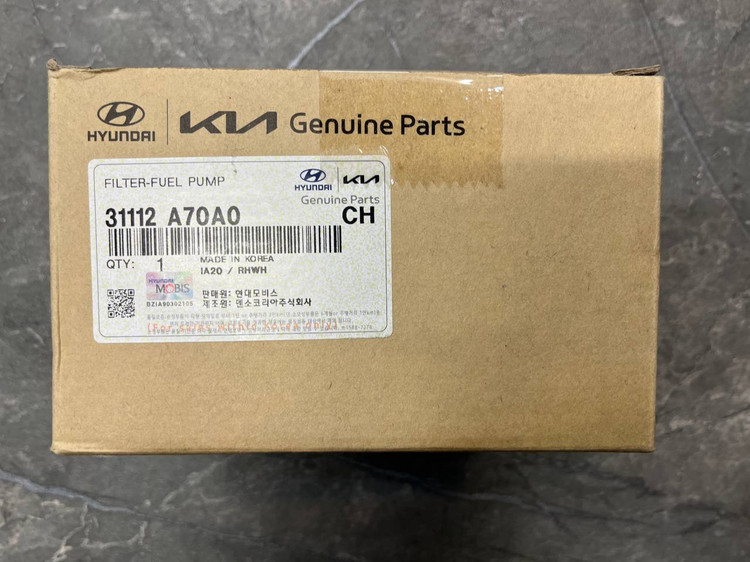 HYUNDAI KIA Genuine Parts
FILTER-FUEL PUMP
HYUNDAI KIA
Genuine Parts
31112 A70A0 CH
QTY: 1
MADE IN KOREA
IA20 / RHWH
HYUNDAI
MOBIS
판매원: 현대모비스
제조원: 덴소코리아주식회사